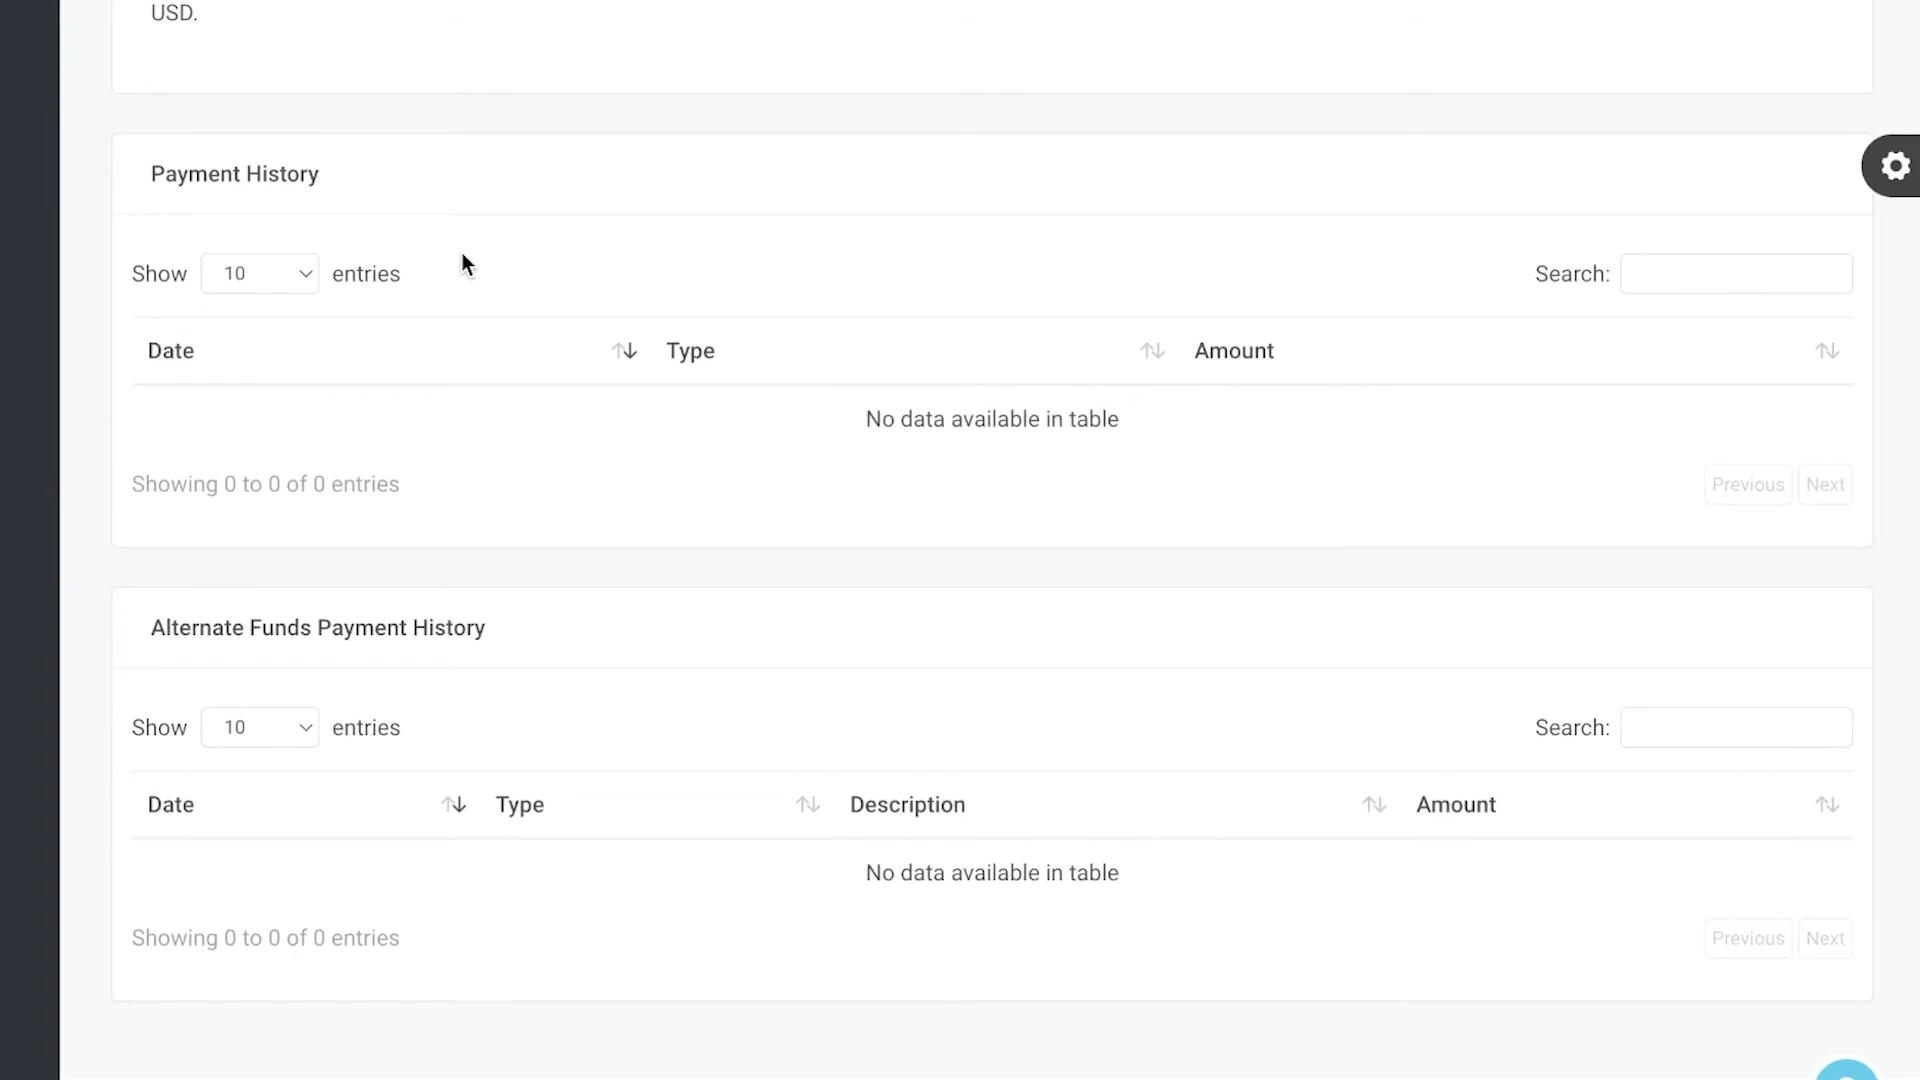 USD.
Payment History
Show 10 entries
Search:
Date Type Amount
No data available in table
Showing 0 to 0 of 0 entries
Previous Next
Alternate Funds Payment History
Show 10 entries
Search:
Date Type Description Amount
No data available in table
Showing 0 to 0 of 0 entries
Previous Next